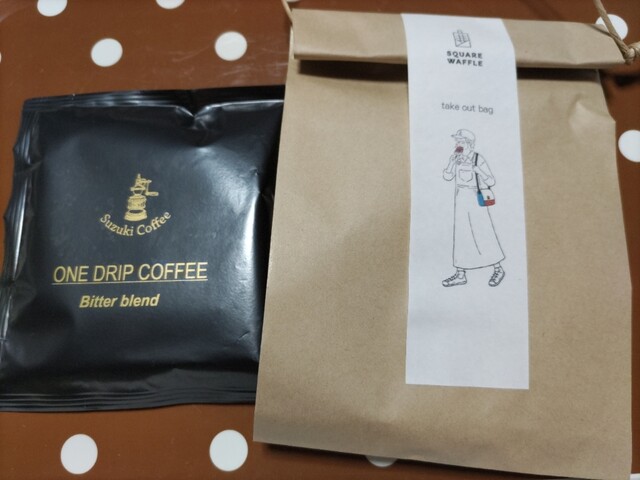 Suzuki Coffee
ONE DRIP COFFEE
Bitter blend
SQUARE
WAFFLE
take out bag